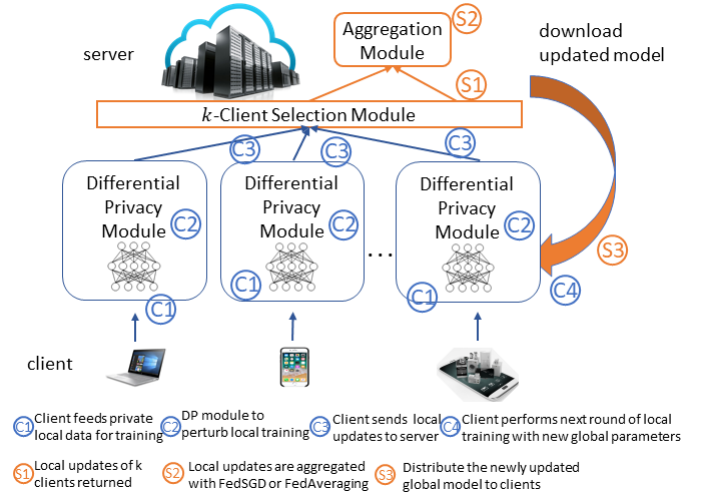 server
Aggregation
Module
S2
download
updated model
S1
k-Client Selection Module
C3
C3
C3
Differential
Privacy
Module
C2
C1
Differential
Privacy
Module
C2
C1
...
Differential
Privacy
Module
C2
C1
S3
C4
client
C1 Client feeds private
local data for training
C2 DP module to
perturb local training
C3 Client sends local
updates to server
C4 Client performs next round of local
training with new global parameters
S1 Local updates of k
clients returned
S2 Local updates are aggregated
with FedSGD or FedAveraging
S3 Distribute the newly updated
global model to clients